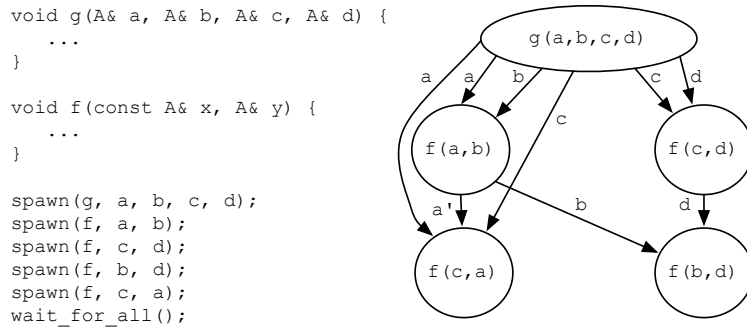 void g(A& a, A& b, A& c, A& d) {
...
}
void f(const A& x, A& y) {
...
}
spawn(g, a, b, c, d);
spawn(f, a, b);
spawn(f, c, d);
spawn(f, b, d);
spawn(f, c, a);
wait_for_all();
g(a,b,c,d)
a a b c d
c
f(a,b) f(c,d)
a' b d
f(c,a) f(b,d)